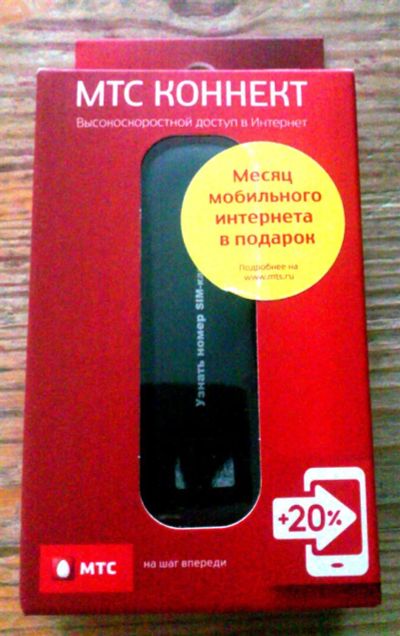 МТС КОННЕКТ
Высокоскоростной доступ в Интернет
Месяц
мобильного
интернета
в подарок
Подробнее на
www.mts.ru
Узнать номер SIM-ка
+20%
МТС
на шаг впереди